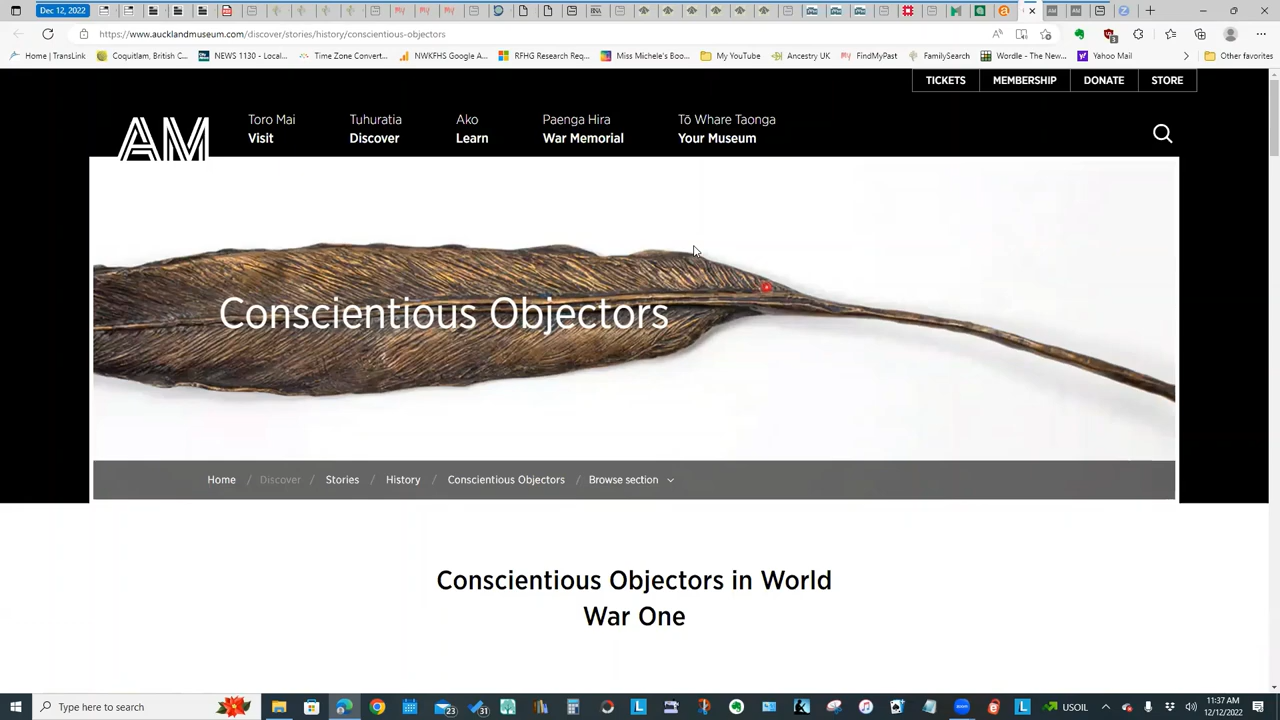 Dec 12, 2022
https://www.aucklandmuseum.com/discover/stories/history/conscientious-objectors
Home | TransLink
Coquitlam, British C...
NEWS 1130 - Local...
Time Zone Convert...
NWKFHS Google A...
RFHG Research Req...
Miss Michele's Boo...
My YouTube
Ancestry UK
FindMyPast
FamilySearch
Wordle - The New...
Yahoo Mail
Other favorites
TICKETS
MEMBERSHIP
DONATE
STORE
AM
Toro Mai
Visit
Tuhuratia
Discover
Ako
Learn
Paenga Hira
War Memorial
Tō Whare Taonga
Your Museum
Conscientious Objectors
Home / Discover / Stories / History / Conscientious Objectors / Browse section
Conscientious Objectors in World
War One
Type here to search
23
31
USOIL
11:37 AM
12/12/2022